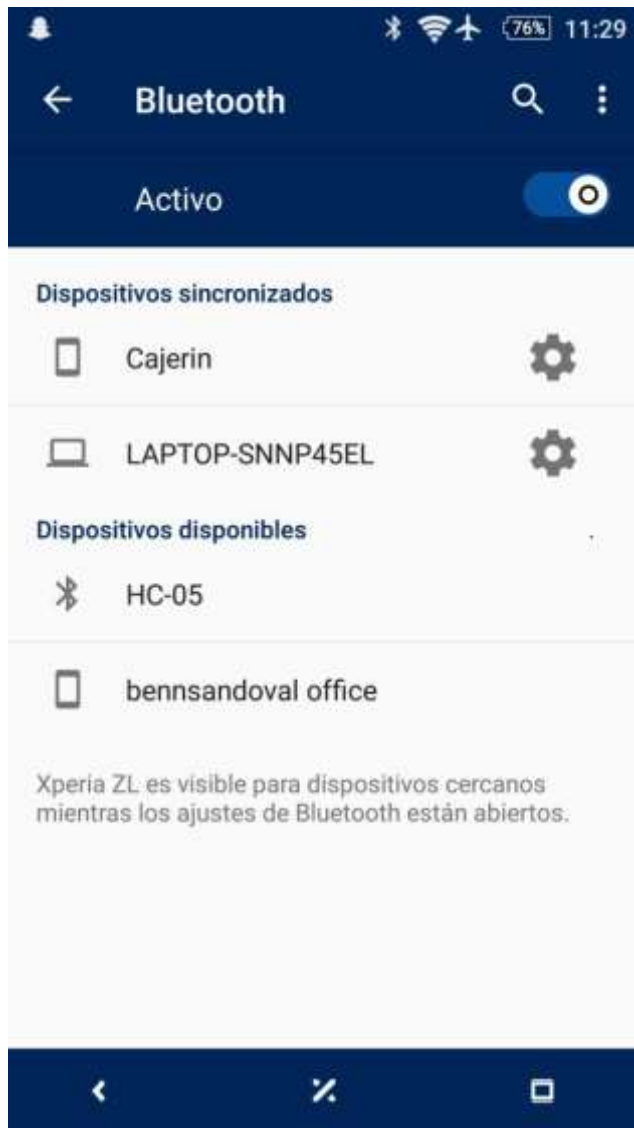 76% 11:29
Bluetooth
Activo
Dispositivos sincronizados
Cajerin
LAPTOP-SNNP45EL
Dispositivos disponibles
HC-05
bennsandoval office
Xperia ZL es visible para dispositivos cercanos
mientras los ajustes de Bluetooth están abiertos.